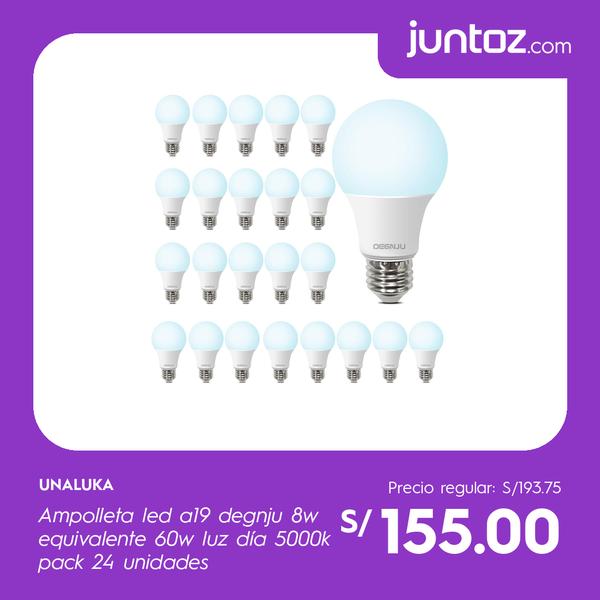 juntoz.com
DEGNJU
UNALUKA
Ampolleta led a19 degnju 8w
equivalente 60w luz día 5000k
pack 24 unidades
Precio regular: S/193.75
S/155.00